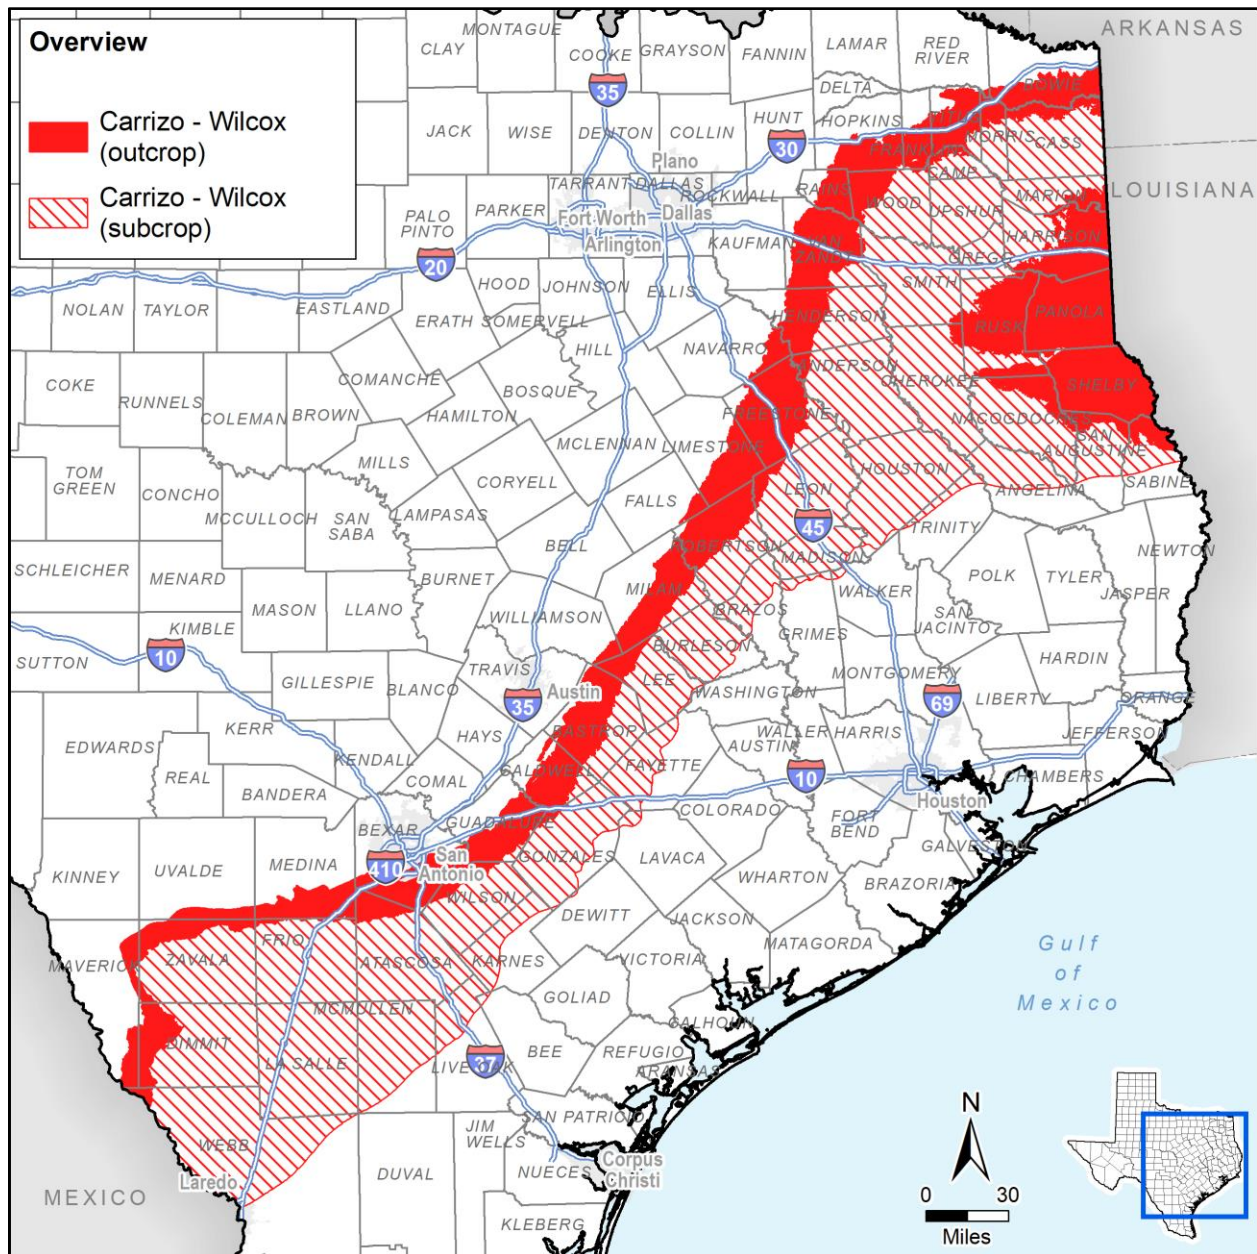 Overview
Carrizo - Wilcox
(outcrop)
Carrizo - Wilcox
(subcrop)
ARKANSAS
LOUISIANA
MEXICO
Gulf
of
Mexico
MONTAGUE
CLAY
COOKE
GRAYSON
FANNIN
LAMAR
RED
RIVER
BOWIE
DELTA
HOPKINS
TITUS
MORRIS
CASS
FRANKLIN
JACK
WISE
DENTON
COLLIN
HUNT
35
30
Plano
CAMP
MARION
TARRANT
DALLAS
ROCKWALL
RAINS
WOOD
UPSHUR
HARRISON
PALO
PINTO
PARKER
Fort Worth
Dallas
Arlington
KAUFMAN
VAN
ZANDT
GREGG
20
HOOD
JOHNSON
ELLIS
SMITH
NOLAN
TAYLOR
EASTLAND
ERATH
SOMERVELL
HENDERSON
RUSK
PANOLA
HILL
NAVARRO
COKE
RUNNELS
COLEMAN
BROWN
COMANCHE
HAMILTON
BOSQUE
ANDERSON
CHEROKEE
SHELBY
FREESTONE
NACOGDOCHES
MCLENNAN
LIMESTONE
SAN
AUGUSTINE
TOM
GREEN
CONCHO
MILLS
CORYELL
FALLS
LEON
HOUSTON
ANGELINA
SABINE
MCCULLOCH
SAN
SABA
LAMPASAS
BELL
45
TRINITY
ROBERTSON
MADISON
NEWTON
SCHLEICHER
MENARD
BURNET
MILAM
WALKER
POLK
TYLER
JASPER
MASON
LLANO
WILLIAMSON
BRAZOS
SAN
JACINTO
KIMBLE
10
SUTTON
BURLESON
GRIMES
HARDIN
TRAVIS
LEE
MONTGOMERY
GILLESPIE
BLANCO
Austin
WASHINGTON
69
LIBERTY
ORANGE
35
KERR
HAYS
BASTROP
WALLER
HARRIS
JEFFERSON
EDWARDS
KENDALL
AUSTIN
REAL
COMAL
CALDWELL
FAYETTE
10
CHAMBERS
BANDERA
COLORADO
Houston
BEXAR
GUADALUPE
FORT
BEND
GALVESTON
KINNEY
UVALDE
MEDINA
410
San
Antonio
GONZALES
LAVACA
WHARTON
BRAZORIA
WILSON
DEWITT
JACKSON
MATAGORDA
FRIO
MAVERICK
ZAVALA
ATASCOSA
KARNES
VICTORIA
GOLIAD
MCMULLEN
CALHOUN
DIMMIT
LA SALLE
LIVE OAK
37
BEE
REFUGIO
ARANSAS
SAN PATRICIO
JIM
WELLS
WEBB
Laredo
DUVAL
NUECES
Corpus
Christi
KLEBERG
N
0
30
Miles